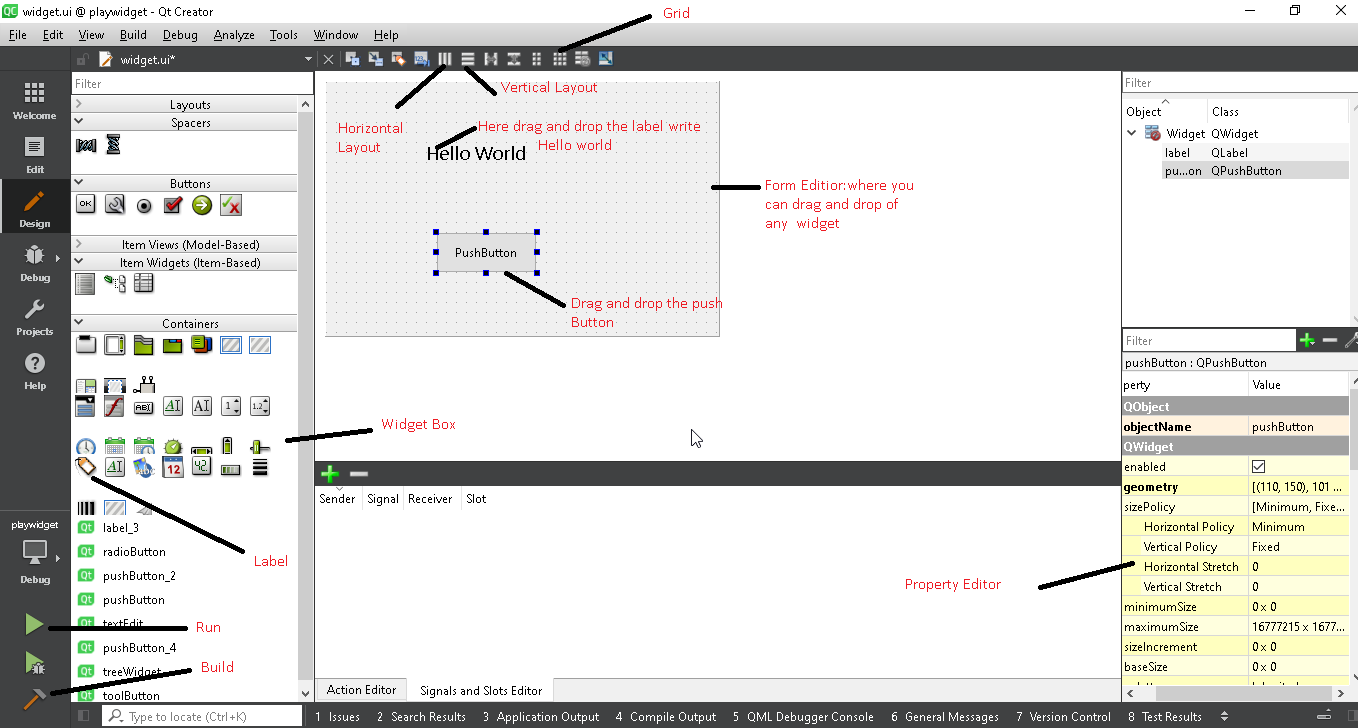 widget.ui @ playwidget - Qt Creator
File Edit View Build Debug Analyze Tools Window Help
widget.ui*
Grid
Filter
Layouts
Spacers
Buttons
OK
Item Views (Model-Based)
Item Widgets (Item-Based)
Containers
Welcome
Edit
Design
Debug
Projects
Help
Vertical Layout
Horizontal
Layout
Here drag and drop the label write
Hello world
Hello World
Form Editior:where you
can drag and drop of
any widget
PushButton
Drag and drop the push
Button
Widget Box
Label
label_3
radioButton
pushButton_2
pushButton
textEdit
pushButton_4
treeWidget
toolButton
playwidget
Debug
Run
Build
Sender Signal Receiver Slot
Property Editor
Action Editor Signals and Slots Editor
Filter
Object Class
Widget QWidget
label QLabel
pu...on QPushButton
Filter
pushButton : QPushButton
perty Value
QObject
objectName pushButton
QWidget
enabled
geometry [(110, 150), 101 ...
sizePolicy [Minimum, Fixe...
Horizontal Policy Minimum
Vertical Policy Fixed
Horizontal Stretch 0
Vertical Stretch 0
minimumSize 0 x 0
maximumSize 16777215 x 1677...
sizeIncrement 0 x 0
baseSize 0 x 0
Type to locate (Ctrl+K) 1 Issues 2 Search Results 3 Application Output 4 Compile Output 5 QML Debugger Console 6 General Messages 7 Version Control 8 Test Results